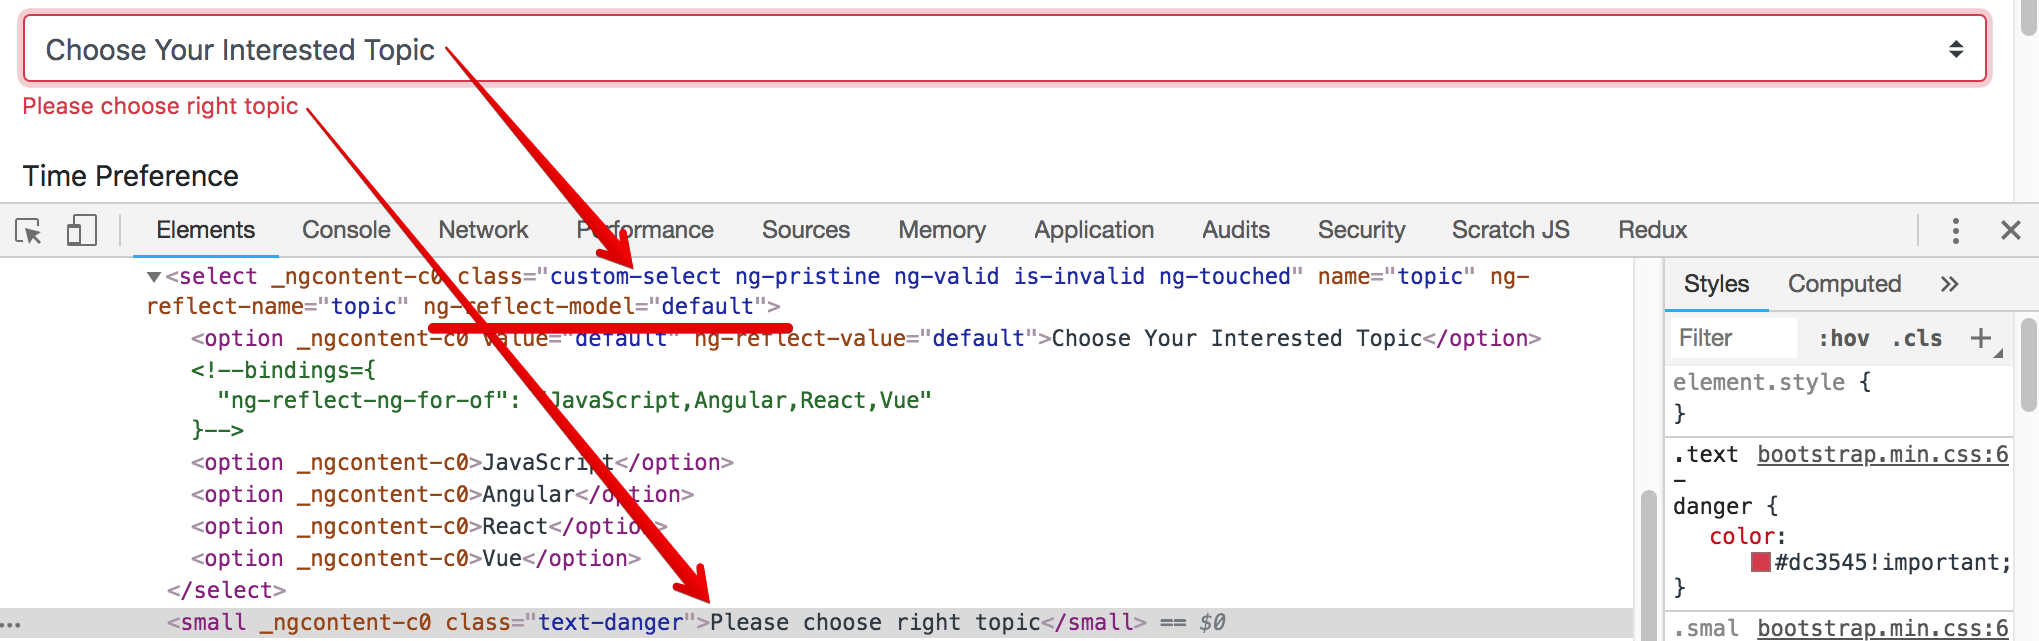 Choose Your Interested Topic
Please choose right topic
Time Preference
Elements Console Network Performance Sources Memory Application Audits Security Scratch JS Redux
<select _ngcontent-c0 class="custom-select ng-pristine ng-valid is-invalid ng-touched" name="topic" ng-
reflect-name="topic" ng-reflect-model="default">
<option _ngcontent-c0 value="default" ng-reflect-value="default">Choose Your Interested Topic</option>
<!--bindings={
"ng-reflect-ng-for-of": "JavaScript,Angular,React,Vue"
}-->
<option _ngcontent-c0>JavaScript</option>
<option _ngcontent-c0>Angular</option>
<option _ngcontent-c0>React</option>
<option _ngcontent-c0>Vue</option>
</select>
<small _ngcontent-c0 class="text-danger">Please choose right topic</small> == $0
Styles Computed »
Filter :hov .cls +
element.style {
}
.text bootstrap.min.css:6
-
danger {
color:
#dc3545!important;
}
.smal bootstrap.min.css:6